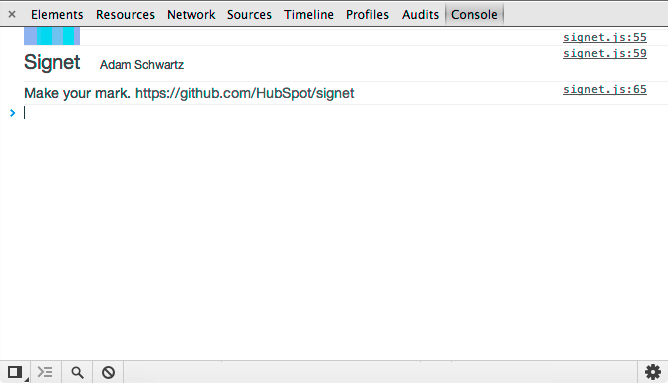 × Elements Resources Network Sources Timeline Profiles Audits Console
signet.js:55
Signet Adam Schwartz signet.js:59
Make your mark. https://github.com/HubSpot/signet signet.js:65